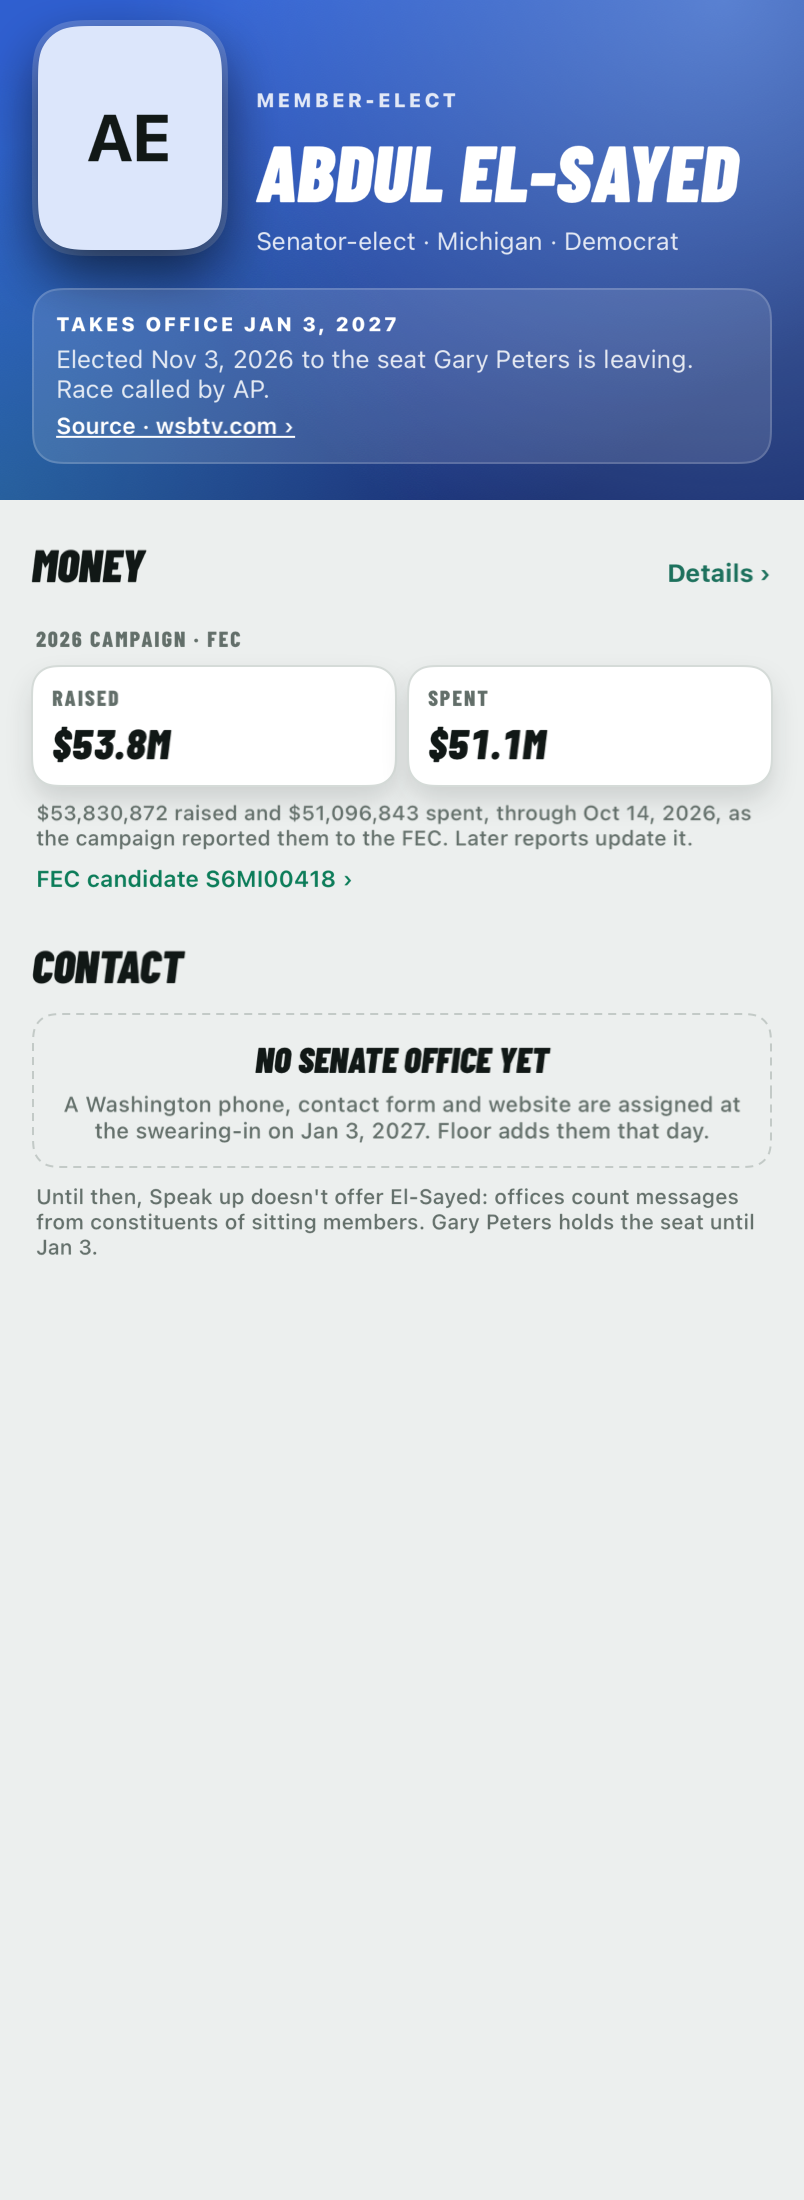 AE
MEMBER-ELECT
ABDUL EL-SAYED
Senator-elect · Michigan · Democrat
TAKES OFFICE JAN 3, 2027
Elected Nov 3, 2026 to the seat Gary Peters is leaving.
Race called by AP.
Source · wsbtv.com ›
MONEY
Details ›
2026 CAMPAIGN · FEC
RAISED
$53.8M
SPENT
$51.1M
$53,830,872 raised and $51,096,843 spent, through Oct 14, 2026, as
the campaign reported them to the FEC. Later reports update it.
FEC candidate S6MI00418 ›
CONTACT
NO SENATE OFFICE YET
A Washington phone, contact form and website are assigned at
the swearing-in on Jan 3, 2027. Floor adds them that day.
Until then, Speak up doesn't offer El-Sayed: offices count messages
from constituents of sitting members. Gary Peters holds the seat until
Jan 3.